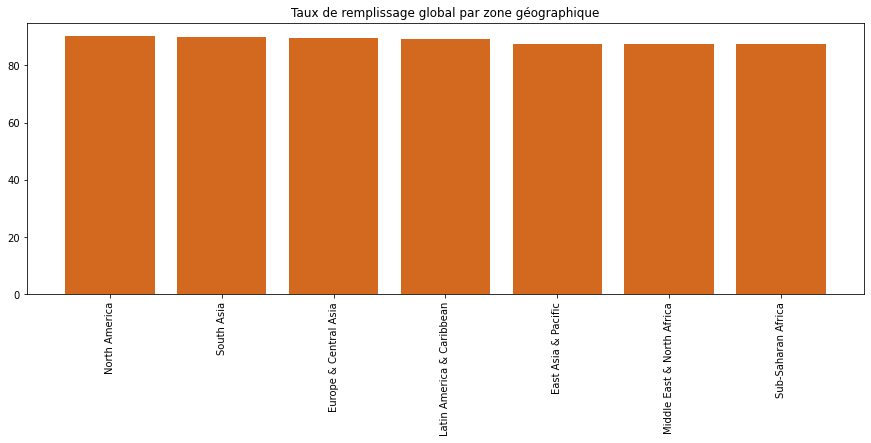 Taux de remplissage global par zone géographique
80
60
40
20
0
North America
South Asia
Europe & Central Asia
Latin America & Caribbean
East Asia & Pacific
Middle East & North Africa
Sub-Saharan Africa